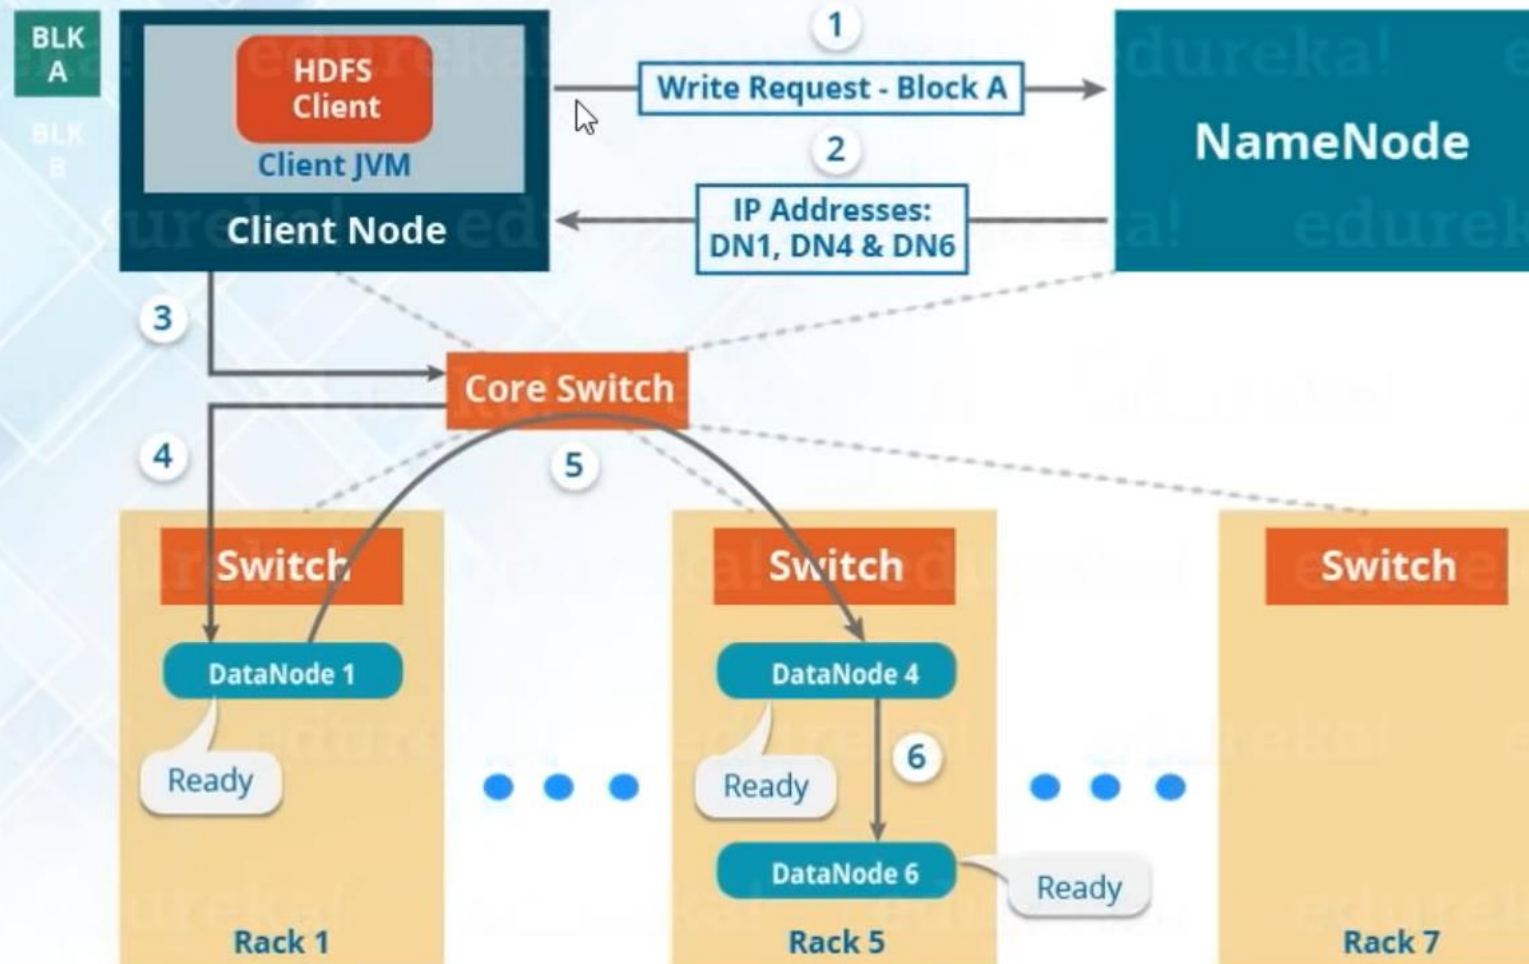 BLK
A
BLK
B
HDFS
Client
Client JVM
Client Node
1
Write Request - Block A
2
IP Addresses:
DN1, DN4 & DN6
NameNode
3
Core Switch
4
5
Switch
Switch
Switch
DataNode 1
DataNode 4
Ready
Ready
6
DataNode 6
Ready
Rack 1
Rack 5
Rack 7
edureka!